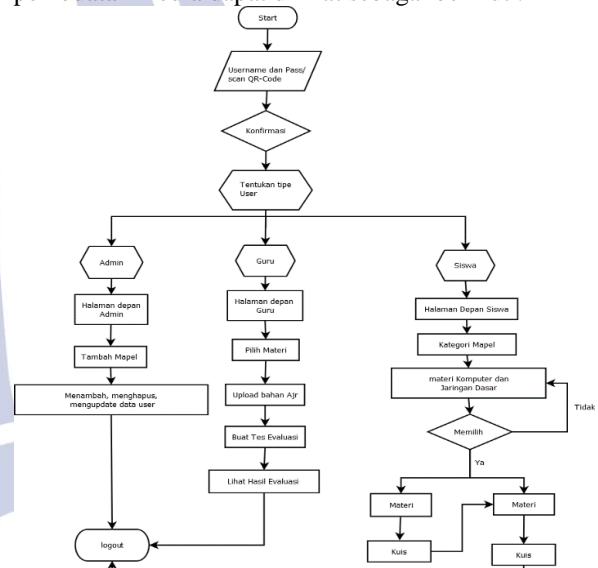 Start
Username dan Pass/
scan QR-Code
Konfirmasi
Tentukan tipe
User
Admin
Guru
Siswa
Halaman depan
Admin
Halaman depan
Guru
Halaman Depan Siswa
Tambah Mapel
Pilih Materi
Kategori Mapel
Menambah, menghapus,
mengupdate data user
Upload bahan Ajr
materi Komputer dan
Jaringan Dasar
Tidak
Buat Tes Evaluasi
Memilih
Ya
Lihat Hasil Evaluasi
Materi
Materi
logout
Kuis
Kuis